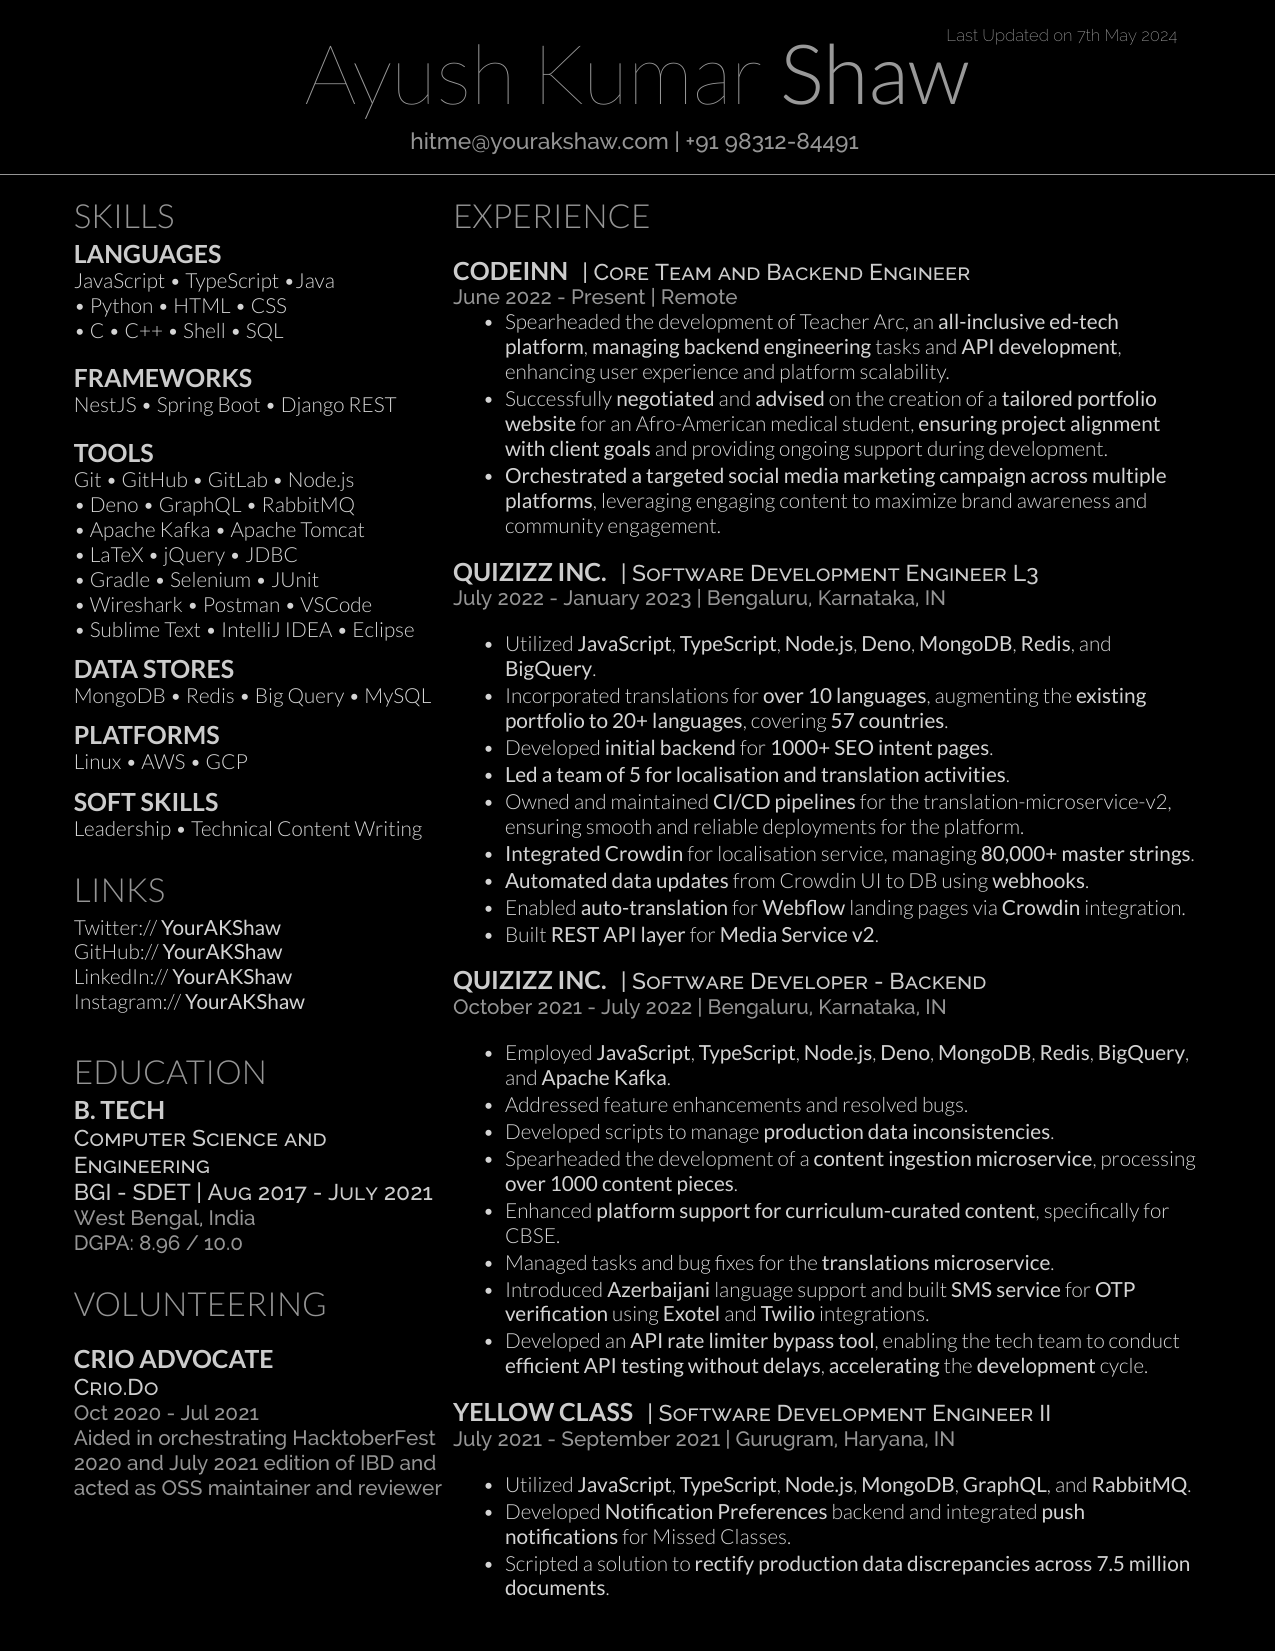 Last Updated on 7th May 2024
Ayush Kumar Shaw
hitme@yourakshaw.com | +91 98312-84491
SKILLS
LANGUAGES
JavaScript • TypeScript •Java
• Python • HTML • CSS
• C • C++ • Shell • SQL
FRAMEWORKS
NestJS • Spring Boot • Django REST
TOOLS
Git • GitHub • GitLab • Node.js
• Deno • GraphQL • RabbitMQ
• Apache Kafka • Apache Tomcat
• LaTeX • jQuery • JDBC
• Gradle • Selenium • JUnit
• Wireshark • Postman • VSCode
• Sublime Text • IntelliJ IDEA • Eclipse
DATA STORES
MongoDB • Redis • Big Query • MySQL
PLATFORMS
Linux • AWS • GCP
SOFT SKILLS
Leadership • Technical Content Writing
LINKS
Twitter:// YourAKShaw
GitHub:// YourAKShaw
LinkedIn:// YourAKShaw
Instagram:// YourAKShaw
EDUCATION
B. TECH
Computer Science and
Engineering
BGI - SDET | Aug 2017 - July 2021
West Bengal, India
DGPA: 8.96 / 10.0
VOLUNTEERING
CRIO ADVOCATE
Crio.Do
Oct 2020 - Jul 2021
Aided in orchestrating HacktoberFest
2020 and July 2021 edition of IBD and
acted as OSS maintainer and reviewer
EXPERIENCE
CODEINN | Core Team and Backend Engineer
June 2022 - Present | Remote
• Spearheaded the development of Teacher Arc, an all-inclusive ed-tech
platform, managing backend engineering tasks and API development,
enhancing user experience and platform scalability.
• Successfully negotiated and advised on the creation of a tailored portfolio
website for an Afro-American medical student, ensuring project alignment
with client goals and providing ongoing support during development.
• Orchestrated a targeted social media marketing campaign across multiple
platforms, leveraging engaging content to maximize brand awareness and
community engagement.
QUIZIZZ INC. | Software Development Engineer L3
July 2022 - January 2023 | Bengaluru, Karnataka, IN
• Utilized JavaScript, TypeScript, Node.js, Deno, MongoDB, Redis, and
BigQuery.
• Incorporated translations for over 10 languages, augmenting the existing
portfolio to 20+ languages, covering 57 countries.
• Developed initial backend for 1000+ SEO intent pages.
• Led a team of 5 for localisation and translation activities.
• Owned and maintained CI/CD pipelines for the translation-microservice-v2,
ensuring smooth and reliable deployments for the platform.
• Integrated Crowdin for localisation service, managing 80,000+ master strings.
• Automated data updates from Crowdin UI to DB using webhooks.
• Enabled auto-translation for Webflow landing pages via Crowdin integration.
• Built REST API layer for Media Service v2.
QUIZIZZ INC. | Software Developer - Backend
October 2021 - July 2022 | Bengaluru, Karnataka, IN
• Employed JavaScript, TypeScript, Node.js, Deno, MongoDB, Redis, BigQuery,
and Apache Kafka.
• Addressed feature enhancements and resolved bugs.
• Developed scripts to manage production data inconsistencies.
• Spearheaded the development of a content ingestion microservice, processing
over 1000 content pieces.
• Enhanced platform support for curriculum-curated content, specifically for
CBSE.
• Managed tasks and bug fixes for the translations microservice.
• Introduced Azerbaijani language support and built SMS service for OTP
verification using Exotel and Twilio integrations.
• Developed an API rate limiter bypass tool, enabling the tech team to conduct
efficient API testing without delays, accelerating the development cycle.
YELLOW CLASS | Software Development Engineer II
July 2021 - September 2021 | Gurugram, Haryana, IN
• Utilized JavaScript, TypeScript, Node.js, MongoDB, GraphQL, and RabbitMQ.
• Developed Notification Preferences backend and integrated push
notifications for Missed Classes.
• Scripted a solution to rectify production data discrepancies across 7.5 million
documents.